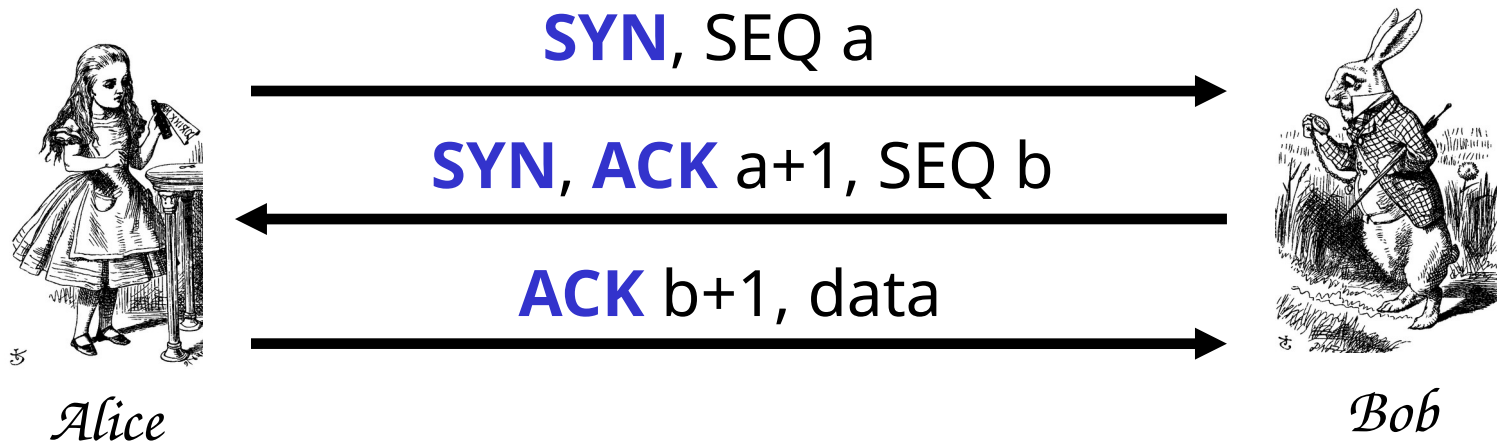 SYN, SEQ a
SYN, ACK a+1, SEQ b
ACK b+1, data
Alice
Bob